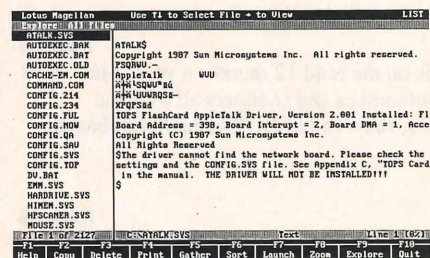 Lotus Magellan Use ↑↓ to Select File → to View LIST
Explore: All files
ATALK.SYS
AUTOEXEC.BAK ATALK$
AUTOEXEC.BAT Copyright 1987 Sun Microsystems Inc. All rights reserved.
AUTOEXEC.OLD PSQRWU,-
CACHE-EM.COM AppleTalk WUU
COMMAND.COM
CONFIG.214
CONFIG.234 XPQPSSd
CONFIG.FUL TOPS FlashCard AppleTalk Driver, Version 2.001 Installed: Fl
CONFIG.NOW Board Address = 398, Board Interupt = 2, Board DMA = 1, Acce
CONFIG.QA Copyright (C) 1987 Sun Microsystems Inc.
CONFIG.SAV All Rights Reserved
CONFIG.SYS $The driver cannot find the network board. Please check the
CONFIG.TOP settings and the CONFIG.SYS file. See Appendix C, "TOPS Card
DV.BAT in the manual. THE DRIVER WILL NOT BE INSTALLED!!!
EMM.SYS $
HARDRIVE.SYS
HIMEM.SYS
HPSCANER.SYS
MOUSE.SYS
File 1 of 2127 C:\ATALK.SYS Text Line 1 [0%]
F1 F2 F3 F4 F5 F6 F7 F8 F9 F10
Help Copy Delete Print Gather Sort Launch Zoom Explore Quit